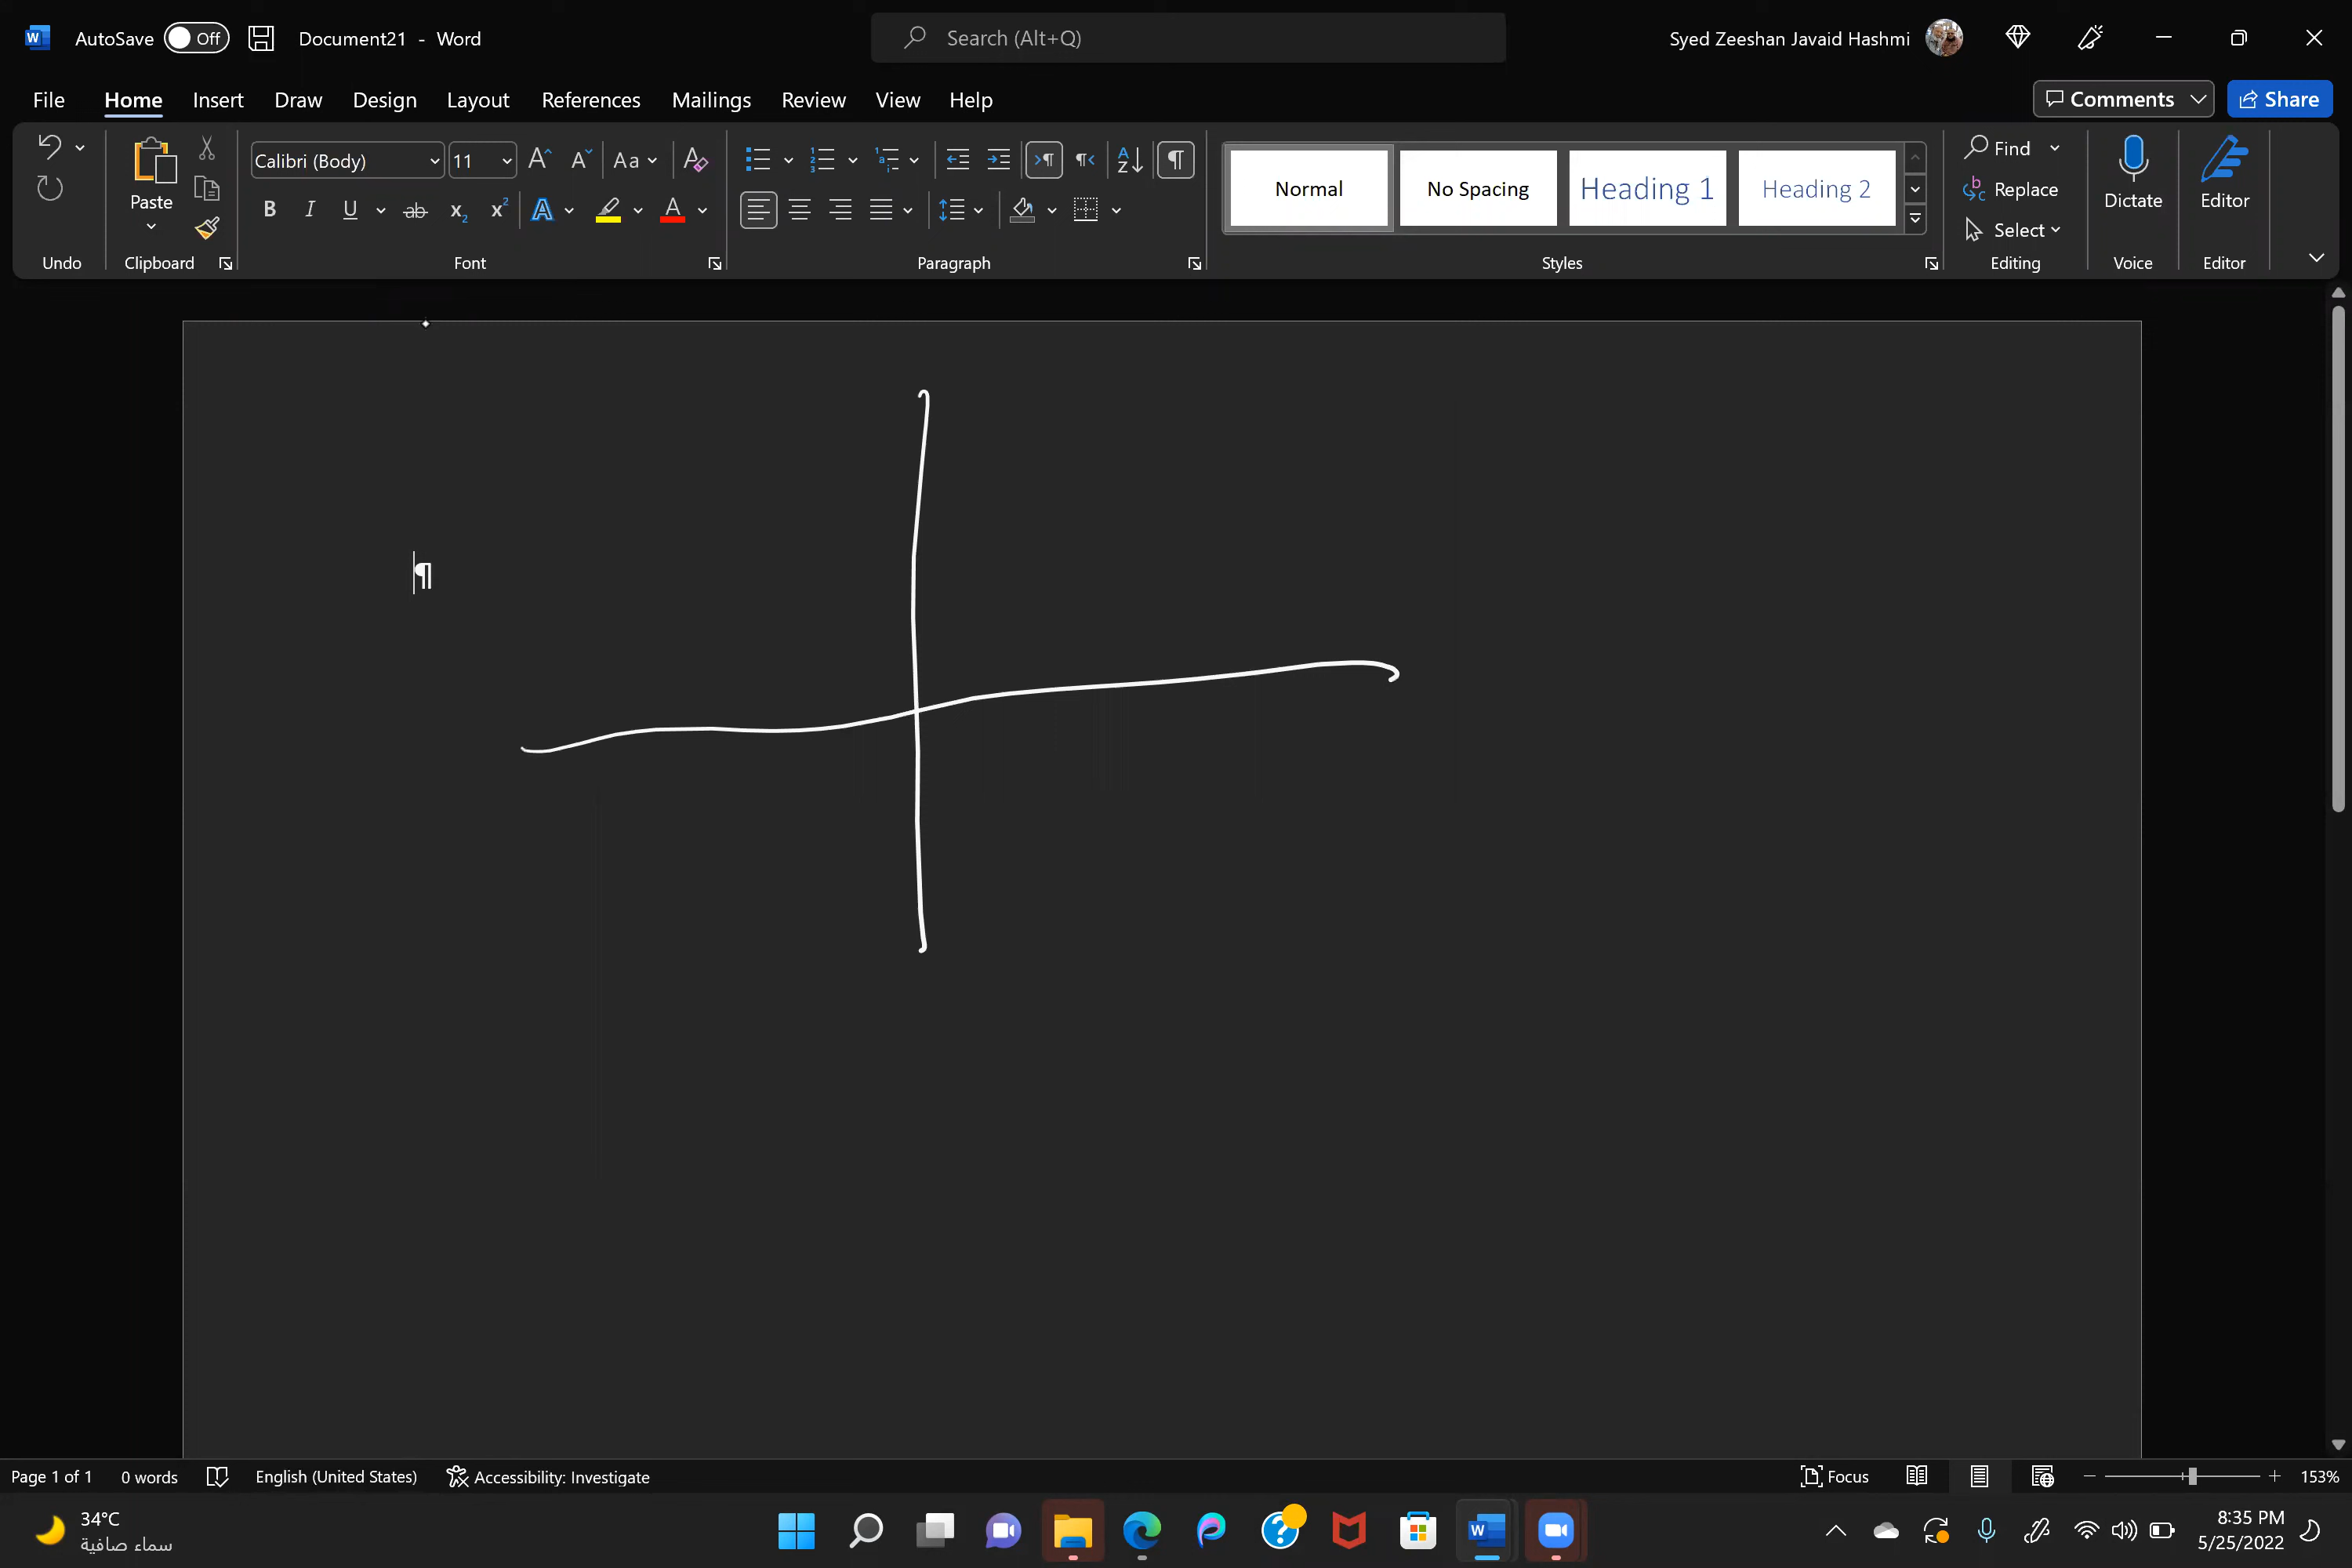 AutoSave Off Document21 - Word Search (Alt+Q) Syed Zeeshan Javaid Hashmi
File Home Insert Draw Design Layout References Mailings Review View Help Comments Share
Calibri (Body) 11 Aa
Paste
Normal No Spacing Heading 1 Heading 2
Find
Replace
Select
Dictate Editor
Undo Clipboard Font Paragraph Styles Editing Voice Editor
¶
Page 1 of 1 0 words English (United States) Accessibility: Investigate Focus 153%
34°C
سماء صافية
8:35 PM
5/25/2022